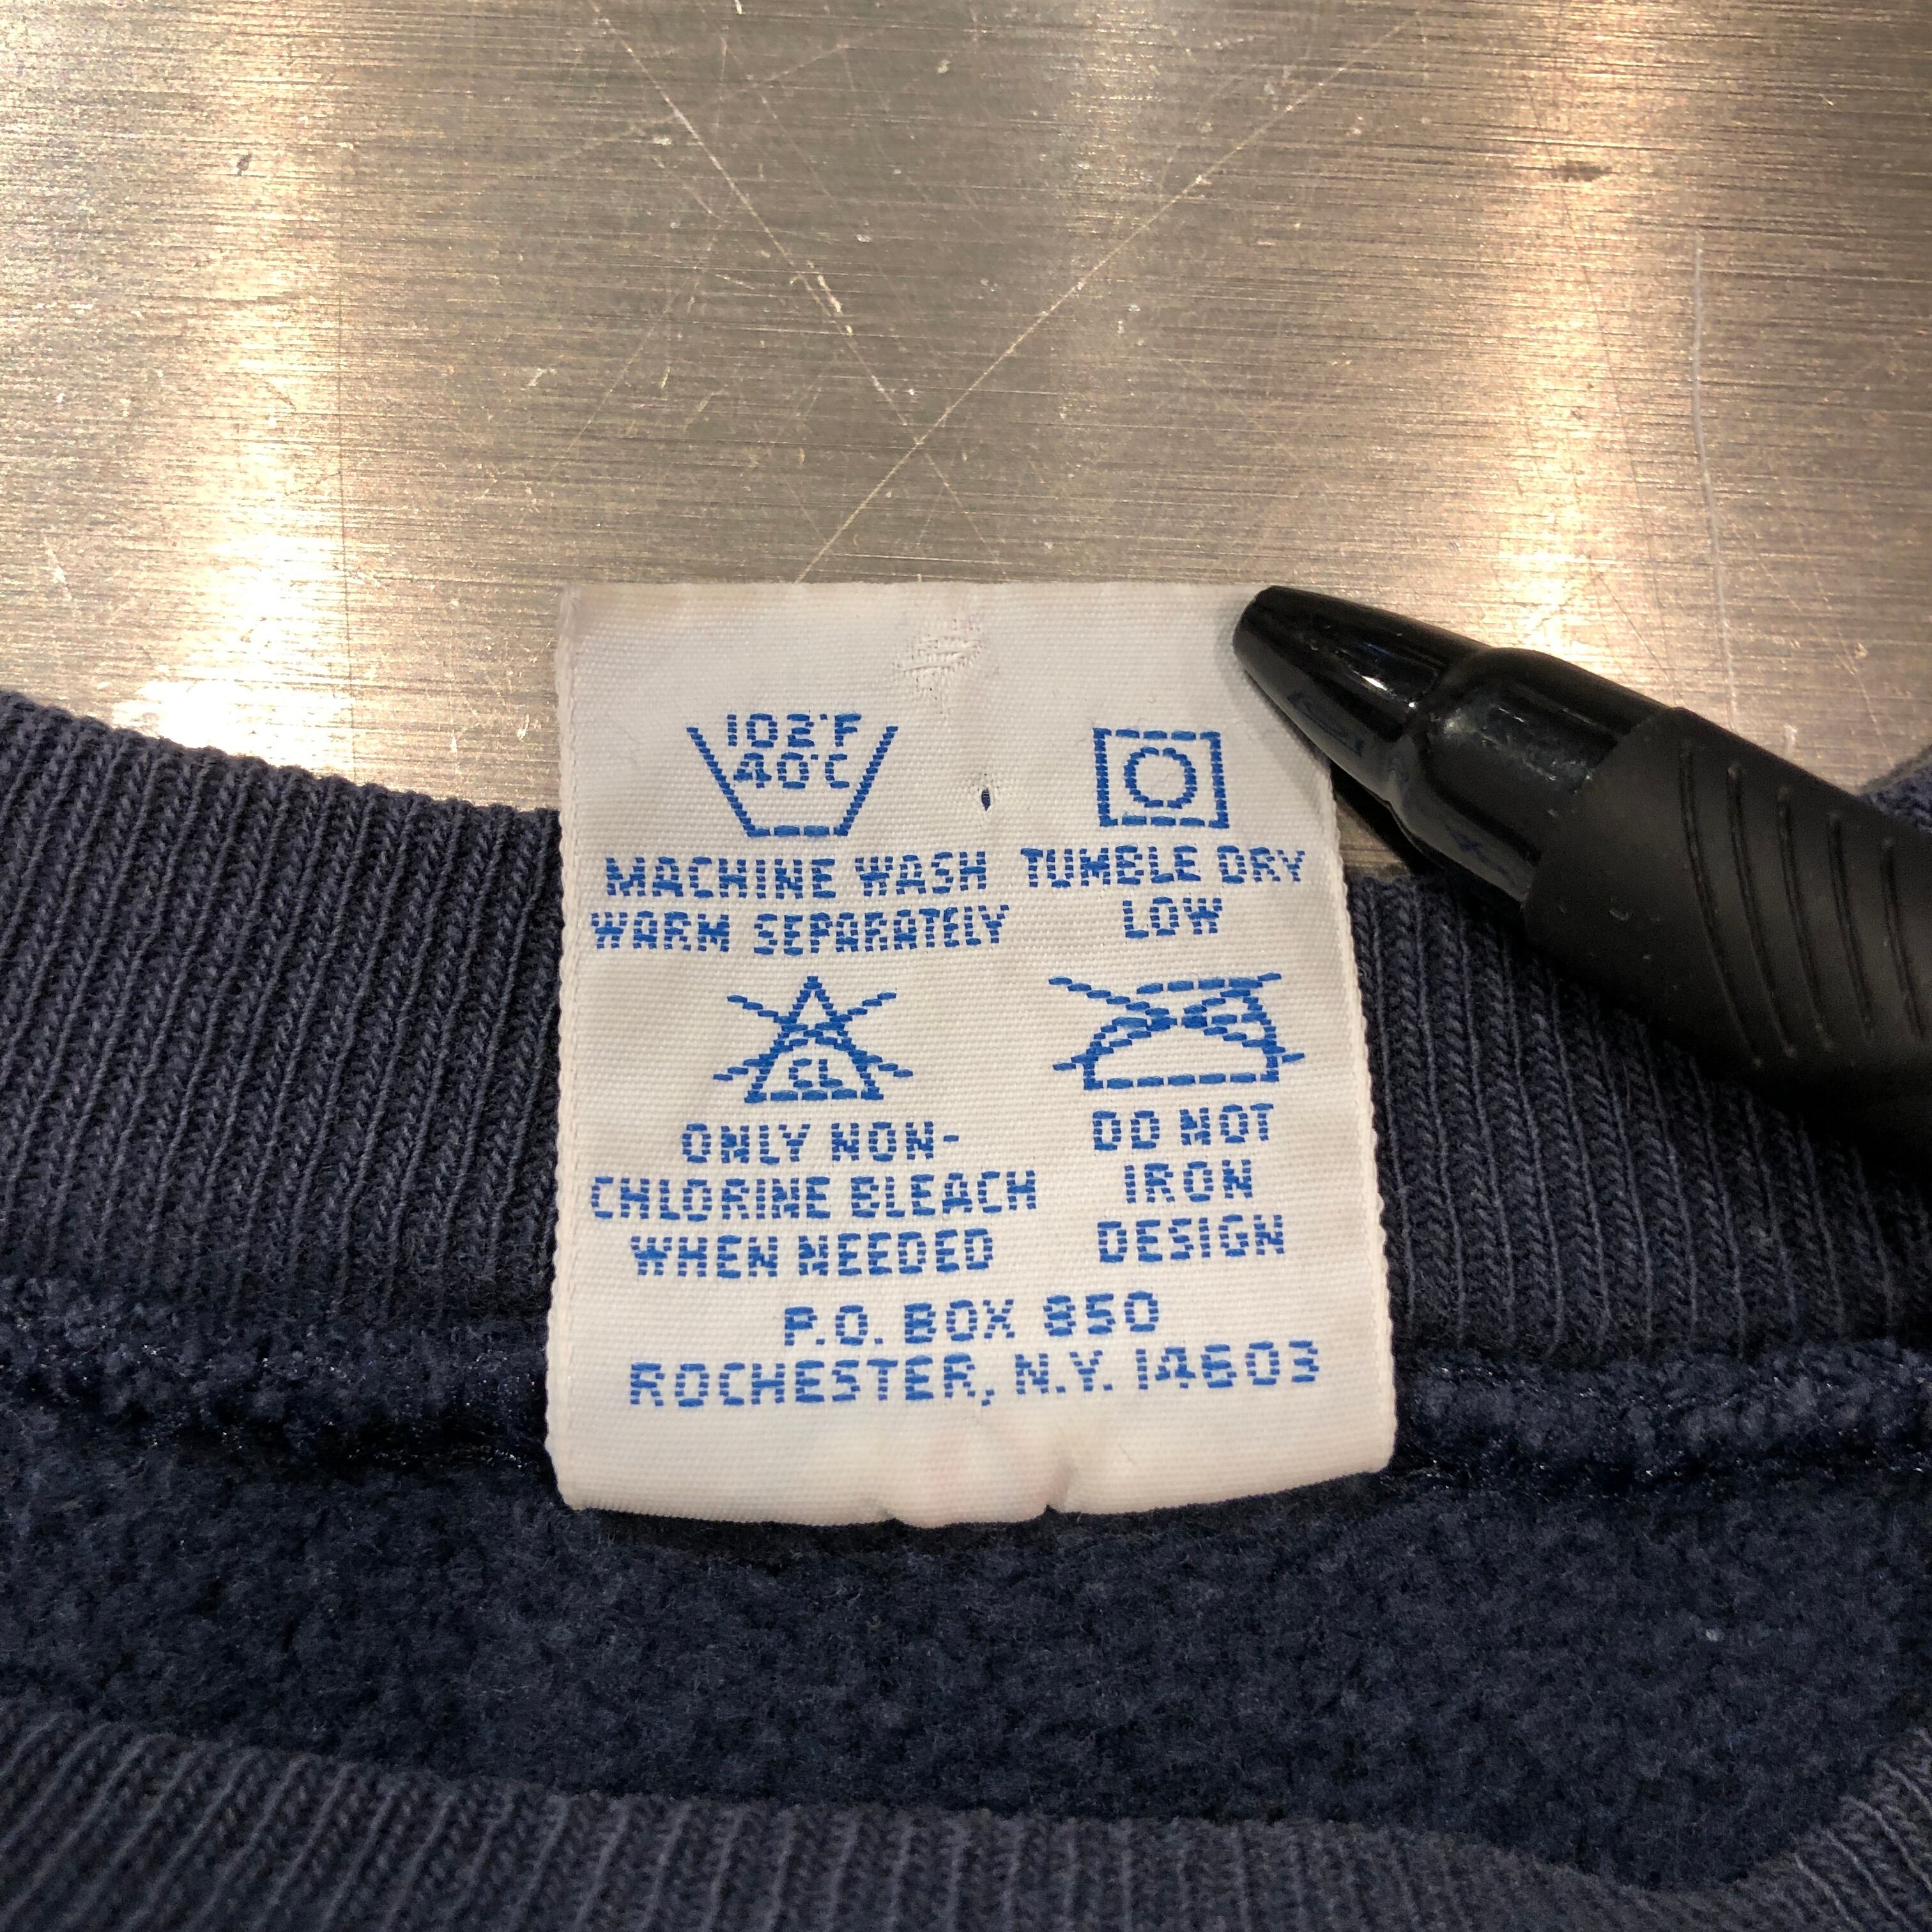 102°F
40°C
MACHINE WASH
WARM SEPARATELY
TUMBLE DRY
LOW
CL
ONLY NON-
CHLORINE BLEACH
WHEN NEEDED
DO NOT
IRON
DESIGN
P.O. BOX 850
ROCHESTER, N.Y. 14603